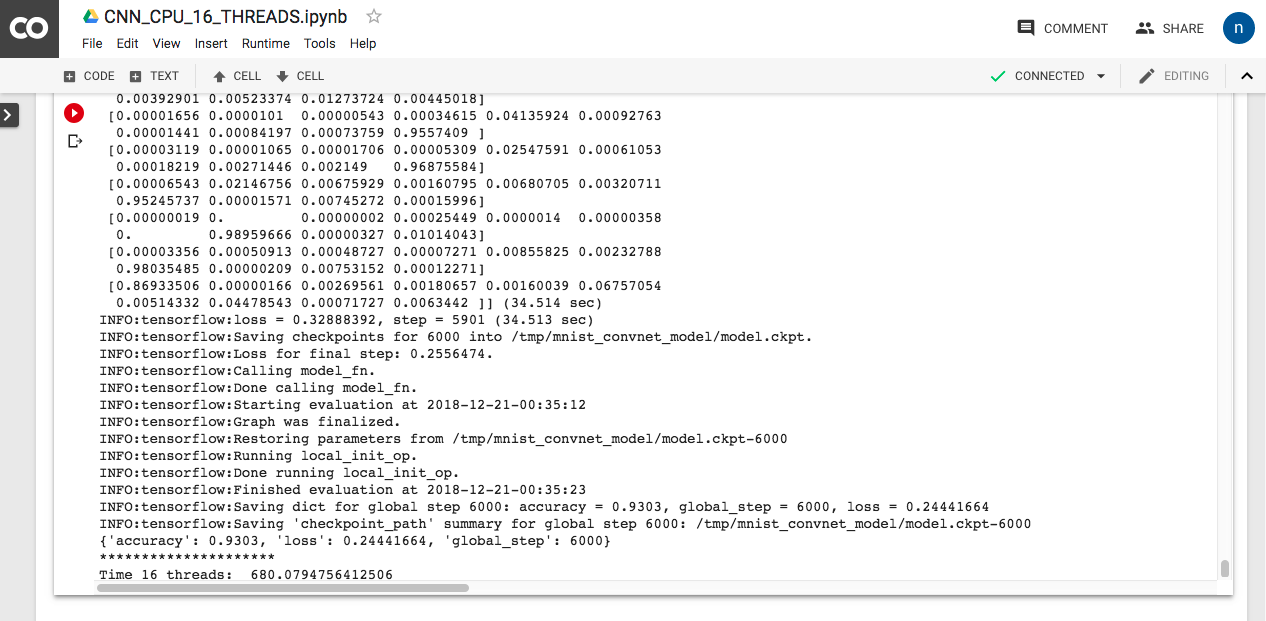 CO CNN_CPU_16_THREADS.ipynb
COMMENT SHARE n
File Edit View Insert Runtime Tools Help
CODE TEXT CELL CELL CONNECTED EDITING
0.00392901 0.00523374 0.01273724 0.00445018]
[0.00001656 0.0000101  0.00000543 0.00034615 0.04135924 0.00092763
0.00001441 0.00084197 0.00073759 0.9557409 ]
[0.00003119 0.00001065 0.00001706 0.00005309 0.02547591 0.00061053
0.00018219 0.00271446 0.002149   0.96875584]
[0.00006543 0.02146756 0.00675929 0.00160795 0.00680705 0.00320711
0.95245737 0.00001571 0.00745272 0.00015996]
[0.00000019 0.         0.00000002 0.00025449 0.0000014  0.00000358
0.         0.98959666 0.00000327 0.01014043]
[0.00003356 0.00050913 0.00048727 0.00007271 0.00855825 0.00232788
0.98035485 0.00000209 0.00753152 0.00012271]
[0.86933506 0.00000166 0.00269561 0.00180657 0.00160039 0.06757054
0.00514332 0.04478543 0.00071727 0.0063442 ]] (34.514 sec)
INFO:tensorflow:loss = 0.32888392, step = 5901 (34.513 sec)
INFO:tensorflow:Saving checkpoints for 6000 into /tmp/mnist_convnet_model/model.ckpt.
INFO:tensorflow:Loss for final step: 0.2556474.
INFO:tensorflow:Calling model_fn.
INFO:tensorflow:Done calling model_fn.
INFO:tensorflow:Starting evaluation at 2018-12-21-00:35:12
INFO:tensorflow:Graph was finalized.
INFO:tensorflow:Restoring parameters from /tmp/mnist_convnet_model/model.ckpt-6000
INFO:tensorflow:Running local_init_op.
INFO:tensorflow:Done running local_init_op.
INFO:tensorflow:Finished evaluation at 2018-12-21-00:35:23
INFO:tensorflow:Saving dict for global step 6000: accuracy = 0.9303, global_step = 6000, loss = 0.24441664
INFO:tensorflow:Saving 'checkpoint_path' summary for global step 6000: /tmp/mnist_convnet_model/model.ckpt-6000
{'accuracy': 0.9303, 'loss': 0.24441664, 'global_step': 6000}
*********************
Time 16 threads:  680.0794756412506